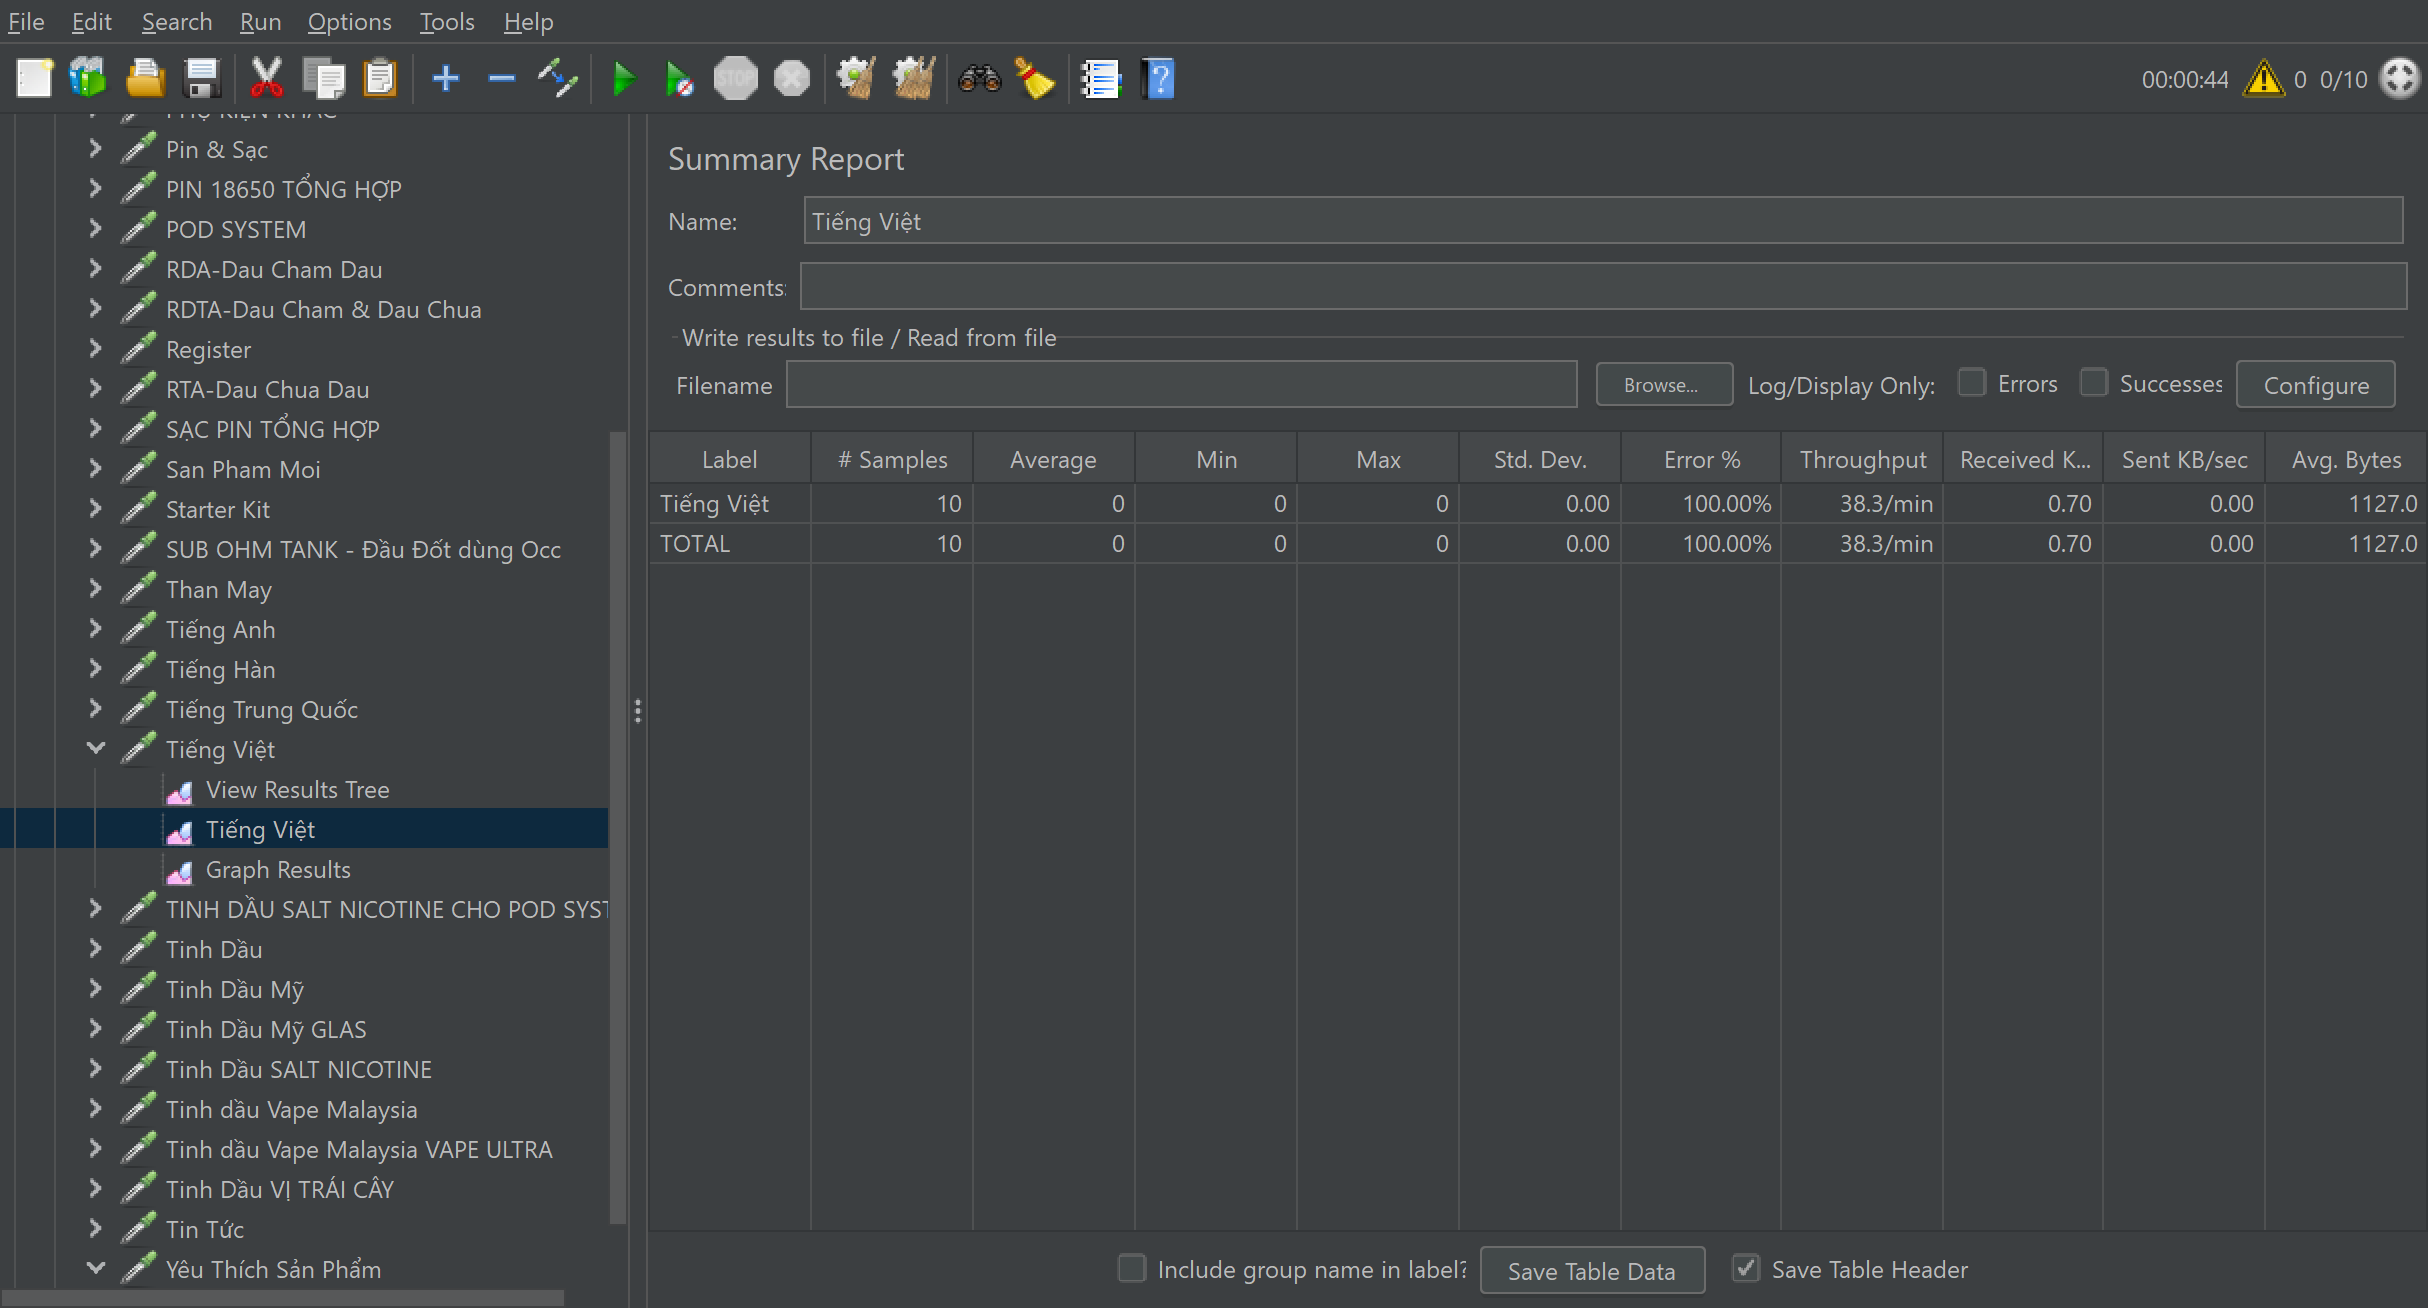 File Edit Search Run Options Tools Help
STOP
00:00:44 0 0/10
PHỤ KIỆN KHÁC
Pin & Sạc
PIN 18650 TỔNG HỢP
POD SYSTEM
RDA-Dau Cham Dau
RDTA-Dau Cham & Dau Chua
Register
RTA-Dau Chua Dau
SẠC PIN TỔNG HỢP
San Pham Moi
Starter Kit
SUB OHM TANK - Đầu Đốt dùng Occ
Than May
Tiếng Anh
Tiếng Hàn
Tiếng Trung Quốc
Tiếng Việt
View Results Tree
Tiếng Việt
Graph Results
TINH DẦU SALT NICOTINE CHO POD SYST
Tinh Dầu
Tinh Dầu Mỹ
Tinh Dầu Mỹ GLAS
Tinh Dầu SALT NICOTINE
Tinh dầu Vape Malaysia
Tinh dầu Vape Malaysia VAPE ULTRA
Tinh Dầu VỊ TRÁI CÂY
Tin Tức
Yêu Thích Sản Phẩm
Summary Report
Name: Tiếng Việt
Comments:
Write results to file / Read from file
Filename Browse... Log/Display Only: Errors Successes Configure
Label # Samples Average Min Max Std. Dev. Error % Throughput Received K... Sent KB/sec Avg. Bytes
Tiếng Việt 10 0 0 0 0.00 100.00% 38.3/min 0.70 0.00 1127.0
TOTAL 10 0 0 0 0.00 100.00% 38.3/min 0.70 0.00 1127.0
Include group name in label? Save Table Data Save Table Header